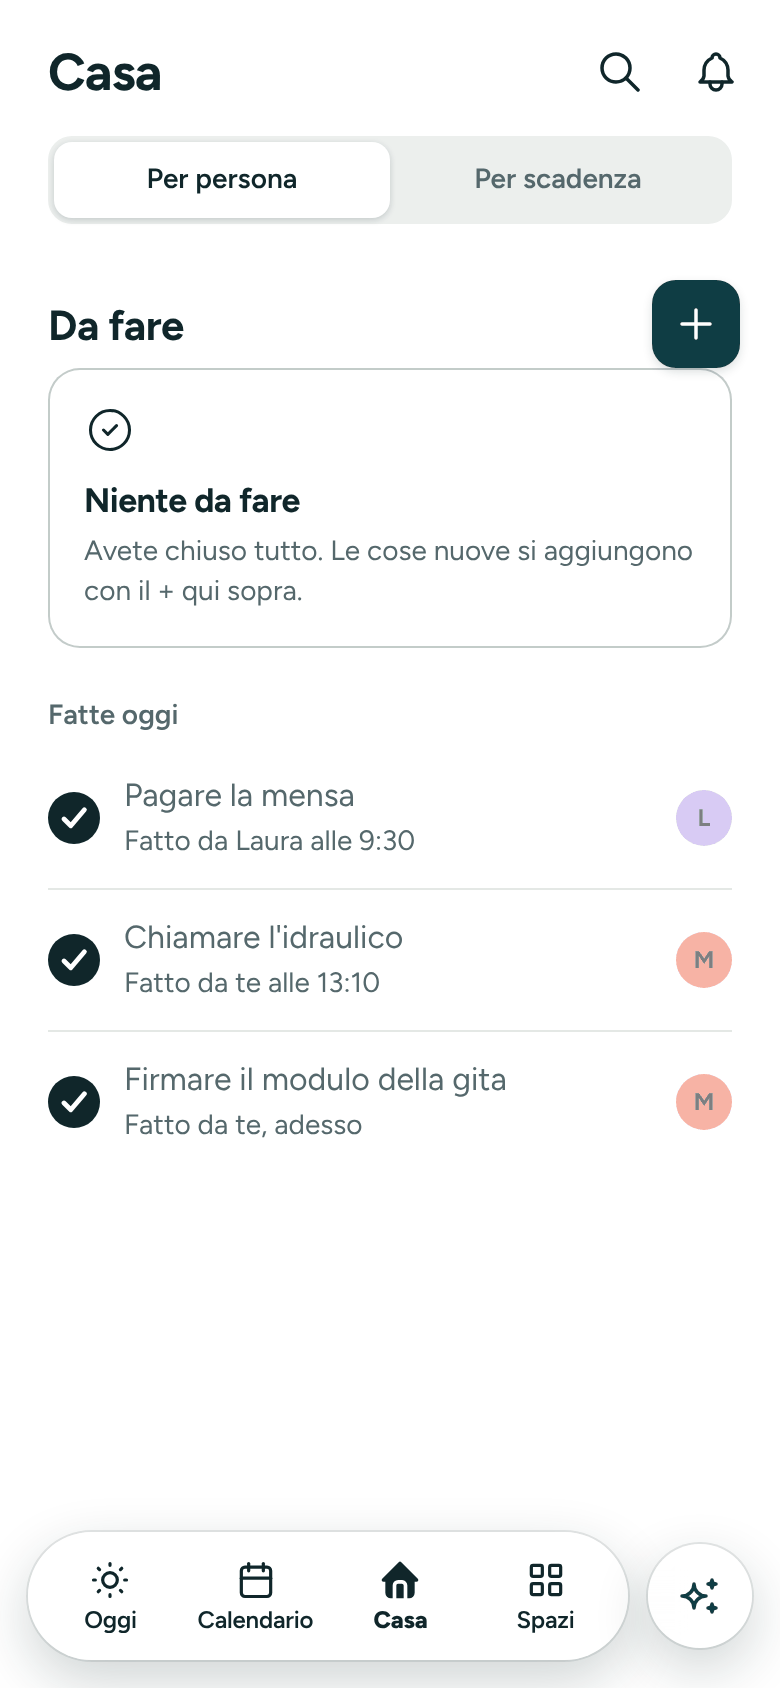 Casa
Per persona
Per scadenza
Da fare
Niente da fare
Avete chiuso tutto. Le cose nuove si aggiungono
con il + qui sopra.
Fatte oggi
Pagare la mensa
Fatto da Laura alle 9:30
L
Chiamare l'idraulico
Fatto da te alle 13:10
M
Firmare il modulo della gita
Fatto da te, adesso
M
Oggi
Calendario
Casa
Spazi